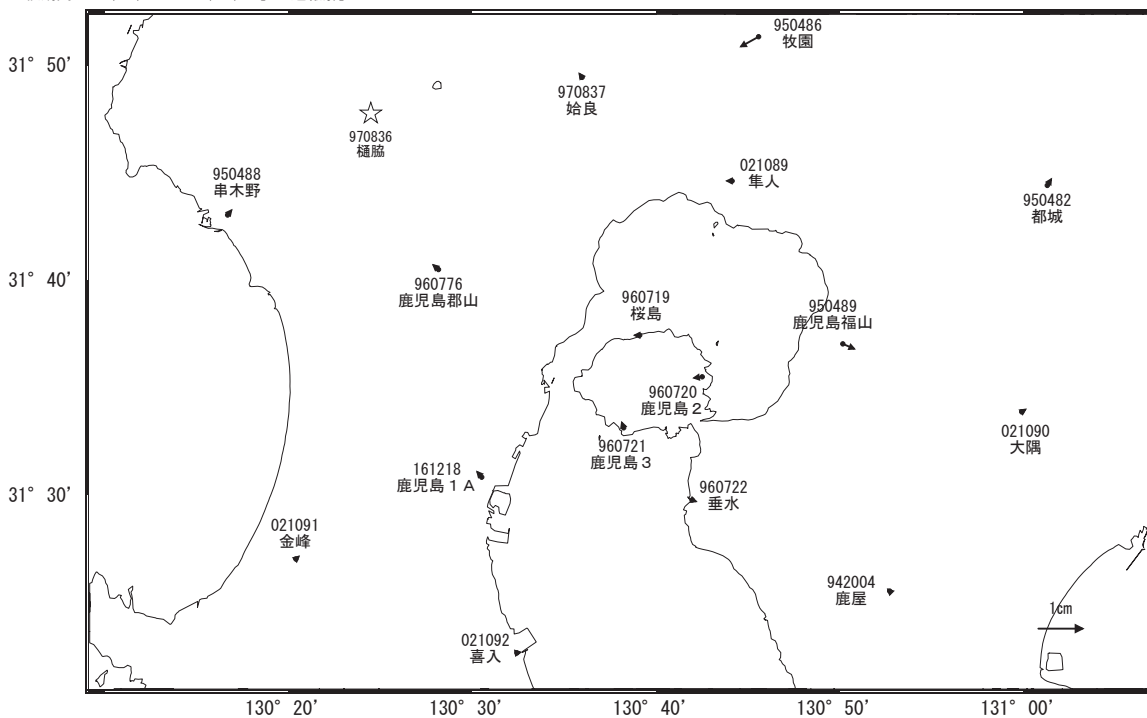 950486
牧園
31° 50′
970837
姶良
970836
樋脇
021089
隼人
950488
串木野
950482
都城
31° 40′
960776
鹿児島郡山
960719
桜島
950489
鹿児島福山
960720
鹿児島２
021090
大隅
960721
鹿児島３
161218
鹿児島１Ａ
31° 30′
960722
垂水
021091
金峰
942004
鹿屋
1cm
021092
喜入
130° 20′
130° 30′
130° 40′
130° 50′
131° 00′